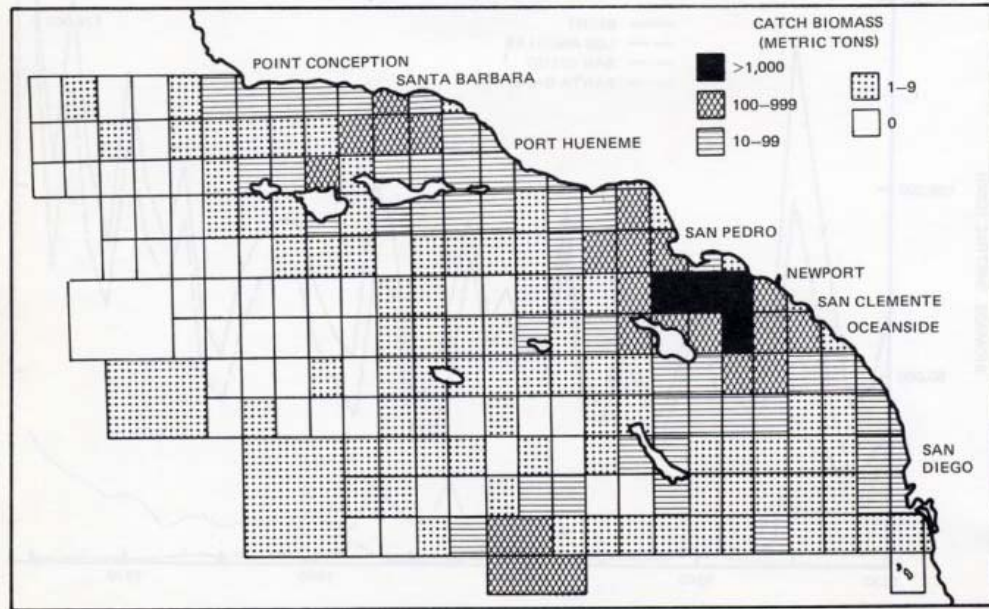 CATCH BIOMASS
(METRIC TONS)
>1,000
100–999
10–99
1–9
0
POINT CONCEPTION
SANTA BARBARA
PORT HUENEME
SAN PEDRO
NEWPORT
SAN CLEMENTE
OCEANSIDE
SAN
DIEGO